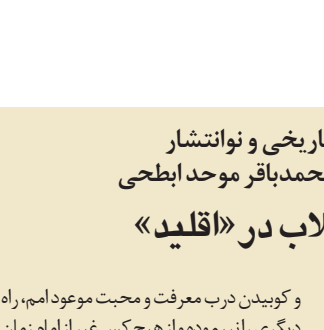 اریخی و نوانتشار
حمدباقر موحد ابطحی
لاب در «اقلید»
و کوبیدن درب معرفت و محبت موعود امم، راه